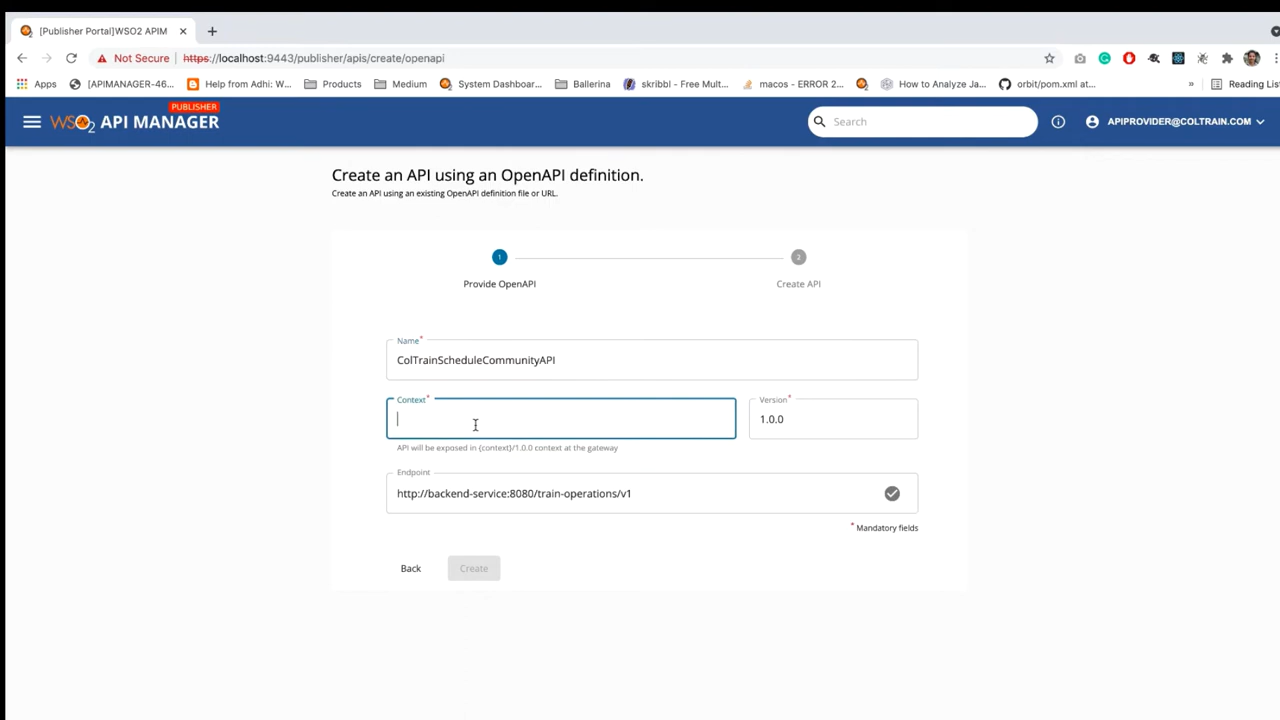 [Publisher Portal]WSO2 APIM
Not Secure https://localhost:9443/publisher/apis/create/openapi
Apps [APIMANAGER-46... Help from Adhi: W... Products Medium System Dashboar... Ballerina skribbl - Free Mult... macos - ERROR 2... How to Analyze Ja... orbit/pom.xml at... » Reading List
PUBLISHER
WSO2 API MANAGER
Search
APIPROVIDER@COLTRAIN.COM
Create an API using an OpenAPI definition.
Create an API using an existing OpenAPI definition file or URL.
1
2
Provide OpenAPI
Create API
Name*
ColTrainScheduleCommunityAPI
Context*
Version*
1.0.0
API will be exposed in {context}/1.0.0 context at the gateway
Endpoint
http://backend-service:8080/train-operations/v1
* Mandatory fields
Back
Create